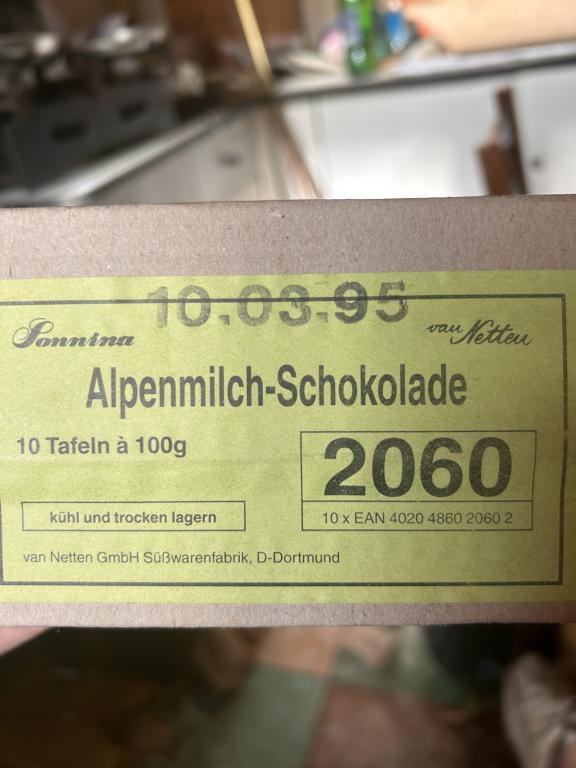 10.03.95
Sonnina
van Netten
Alpenmilch-Schokolade
10 Tafeln à 100g
2060
kühl und trocken lagern
10 x EAN 4020 4860 2060 2
van Netten GmbH Süßwarenfabrik, D-Dortmund